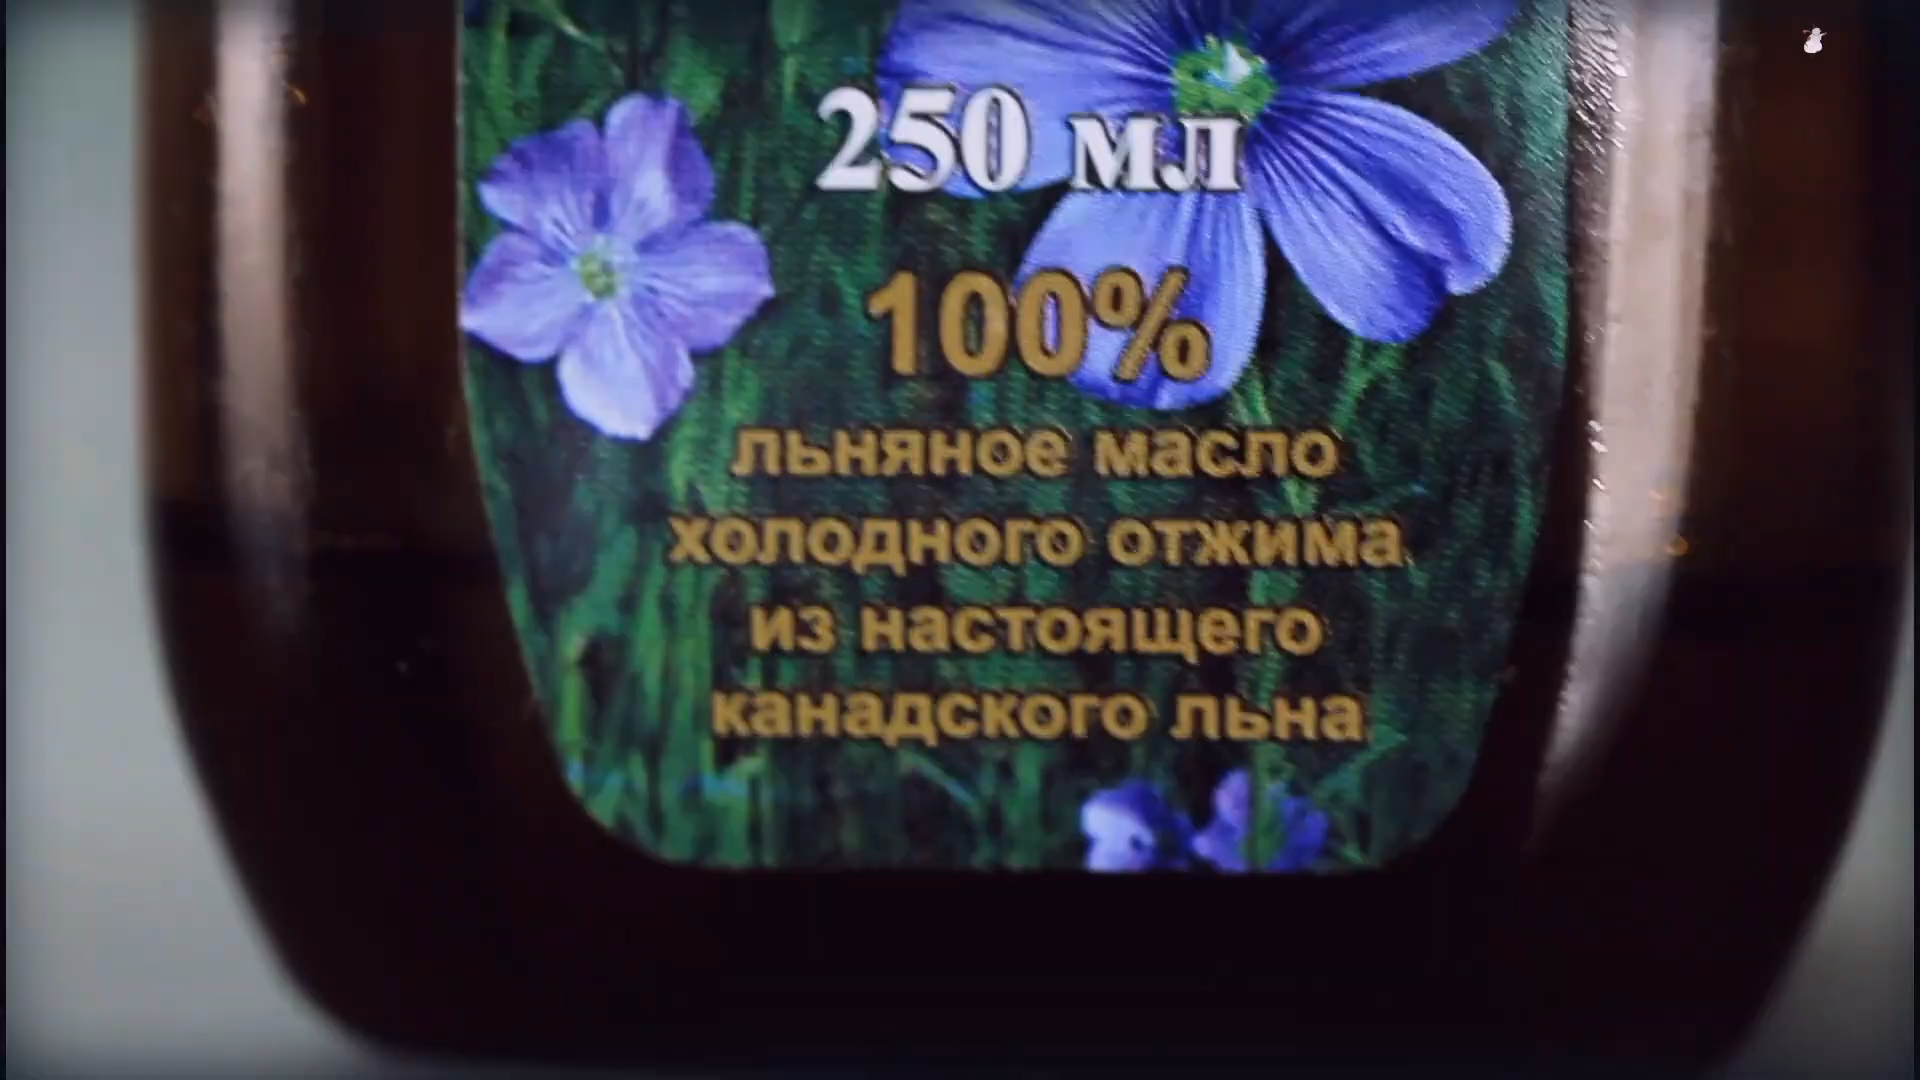 250 мл
100%
льняное масло
холодного отжима
из настоящего
канадского льна